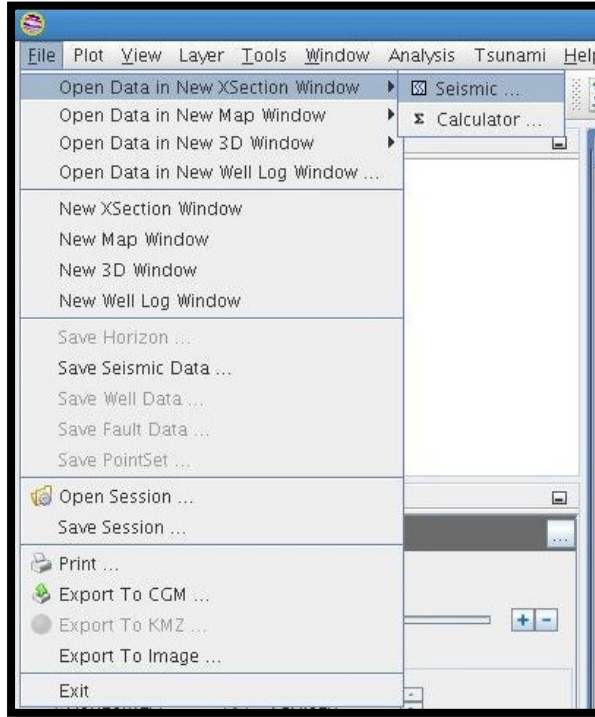 File Plot View Layer Tools Window Analysis Tsunami Help
Open Data in New XSection Window
Seismic ...
Open Data in New Map Window
Σ Calculator ...
Open Data in New 3D Window
Open Data in New Well Log Window ...
New XSection Window
New Map Window
New 3D Window
New Well Log Window
Save Horizon ...
Save Seismic Data ...
Save Well Data ...
Save Fault Data ...
Save PointSet ...
Open Session ...
Save Session ...
...
Print ...
Export To CGM ...
Export To KMZ ...
+ -
Export To Image ...
Exit